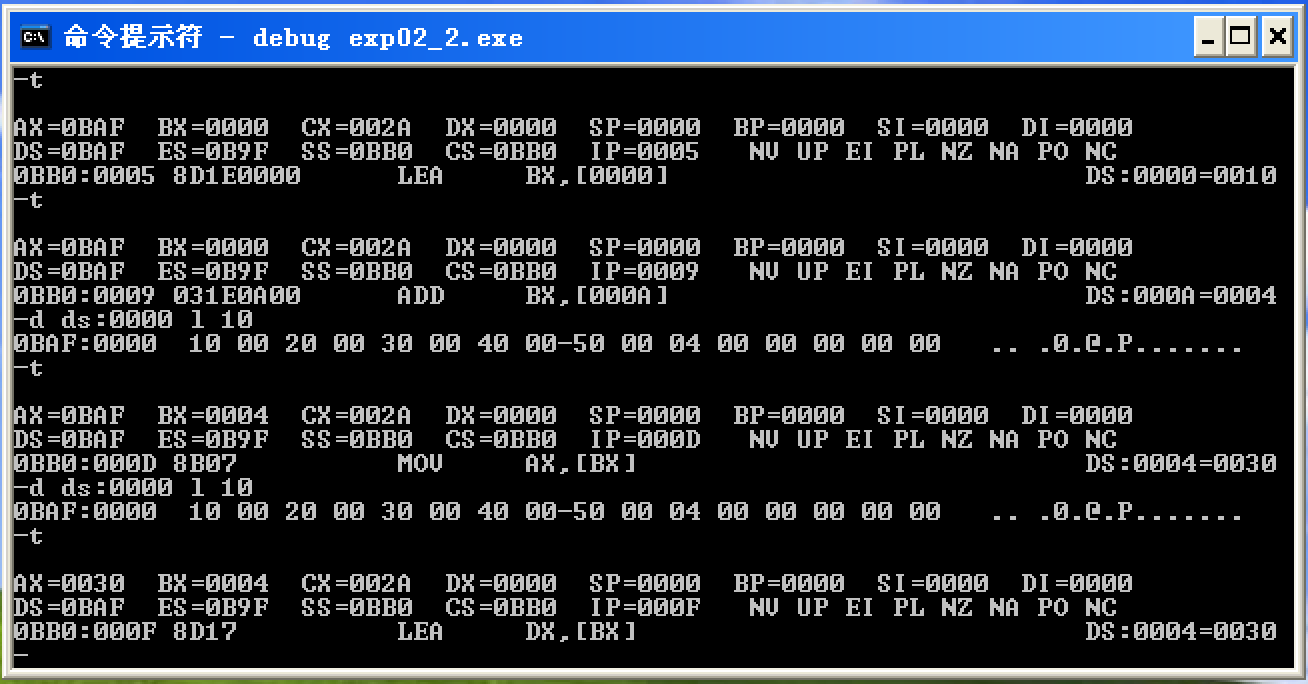 命令提示符 - debug exp02_2.exe
-t
AX=0BAF BX=0000 CX=002A DX=0000 SP=0000 BP=0000 SI=0000 DI=0000
DS=0BAF ES=0B9F SS=0BB0 CS=0BB0 IP=0005 NV UP EI PL NZ NA PO NC
0BB0:0005 8D1E0000 LEA BX,[0000] DS:0000=0010
-t
AX=0BAF BX=0000 CX=002A DX=0000 SP=0000 BP=0000 SI=0000 DI=0000
DS=0BAF ES=0B9F SS=0BB0 CS=0BB0 IP=0009 NV UP EI PL NZ NA PO NC
0BB0:0009 031E0A00 ADD BX,[000A] DS:000A=0004
-d ds:0000 l 10
0BAF:0000 10 00 20 00 30 00 40 00-50 00 04 00 00 00 00 00 .. .0.@.P.......
-t
AX=0BAF BX=0004 CX=002A DX=0000 SP=0000 BP=0000 SI=0000 DI=0000
DS=0BAF ES=0B9F SS=0BB0 CS=0BB0 IP=000D NV UP EI PL NZ NA PO NC
0BB0:000D 8B07 MOV AX,[BX] DS:0004=0030
-d ds:0000 l 10
0BAF:0000 10 00 20 00 30 00 40 00-50 00 04 00 00 00 00 00 .. .0.@.P.......
-t
AX=0030 BX=0004 CX=002A DX=0000 SP=0000 BP=0000 SI=0000 DI=0000
DS=0BAF ES=0B9F SS=0BB0 CS=0BB0 IP=000F NV UP EI PL NZ NA PO NC
0BB0:000F 8D17 LEA DX,[BX] DS:0004=0030
-